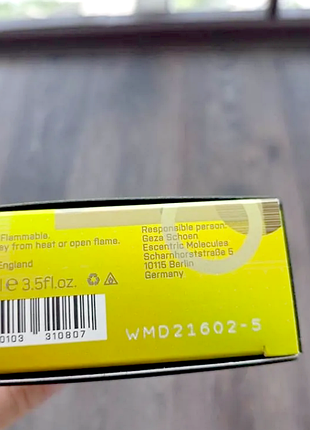 Flammable.
ey from heat or open flame.
England
℮ 3.5fl.oz.
0103 310807
Responsible person:
Geza Schoen
Escentric Molecules
Scharnhorststraße 6
10115 Berlin
Germany
WMD21602-5